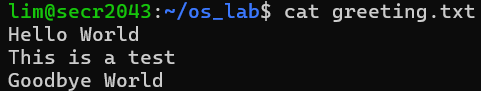 lim@secr2043:~/os_lab$ cat greeting.txt
Hello World
This is a test
Goodbye World